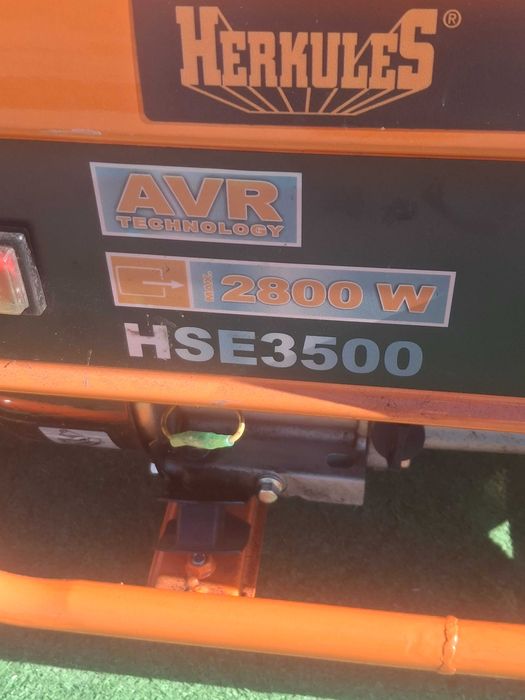 HERKULES®
AVR
TECHNOLOGY
MAX. 2800 W
HSE3500